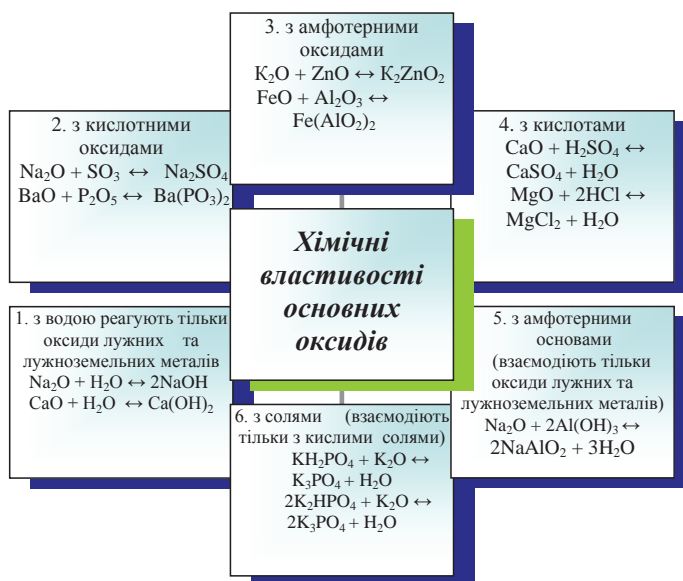 3. з амфотерними
оксидами
K₂O + ZnO ↔ K₂ZnO₂
FeO + Al₂O₃ ↔
Fe(AlO₂)₂
2. з кислотними
оксидами
Na₂O + SO₃ ↔ Na₂SO₄
BaO + P₂O₅ ↔ Ba(PO₃)₂
4. з кислотами
CaO + H₂SO₄ ↔
CaSO₄ + H₂O
MgO + 2HCl ↔
MgCl₂ + H₂O
Хімічні
властивості
основних
оксидів
1. з водою реагують тільки
оксиди лужних та
лужноземельних металів
Na₂O + H₂O ↔ 2NaOH
CaO + H₂O ↔ Ca(OH)₂
5. з амфотерними
основами
(взаємодіють тільки
оксиди лужних та
лужноземельних металів)
Na₂O + 2Al(OH)₃ ↔
2NaAlO₂ + 3H₂O
6. з солями (взаємодіють
тільки з кислими солями)
KH₂PO₄ + K₂O ↔
K₃PO₄ + H₂O
2K₂HPO₄ + K₂O ↔
2K₃PO₄ + H₂O